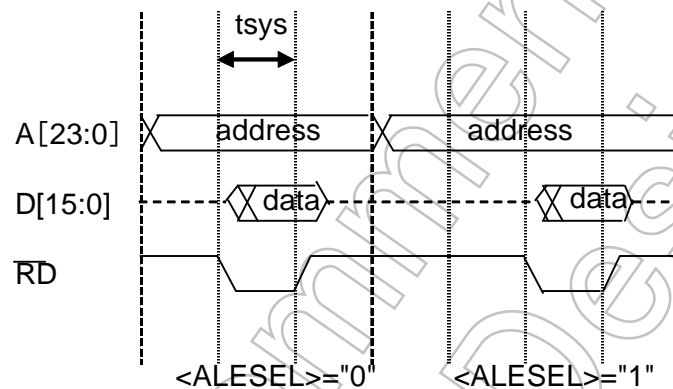 tsys
A[23:0] address address
D[15:0] data data
RD
<ALESEL>="0" <ALESEL>="1"